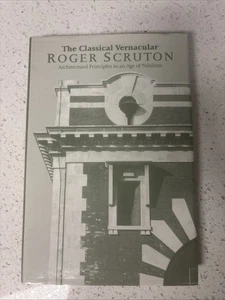 The Classical Vernacular
ROGER SCRUTON
Architectural Principles in an Age of Nihilism